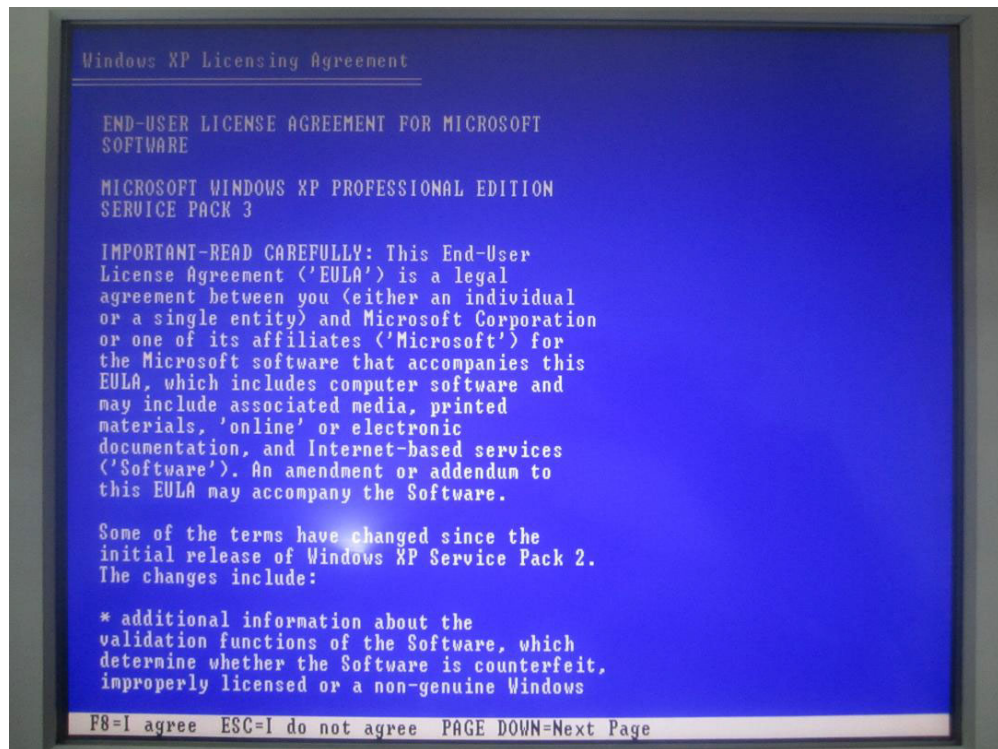 Windows XP Licensing Agreement
END-USER LICENSE AGREEMENT FOR MICROSOFT
SOFTWARE
MICROSOFT WINDOWS XP PROFESSIONAL EDITION
SERVICE PACK 3
IMPORTANT-READ CAREFULLY: This End-User
License Agreement ('EULA') is a legal
agreement between you (either an individual
or a single entity) and Microsoft Corporation
or one of its affiliates ('Microsoft') for
the Microsoft software that accompanies this
EULA, which includes computer software and
may include associated media, printed
materials, 'online' or electronic
documentation, and Internet-based services
('Software'). An amendment or addendum to
this EULA may accompany the Software.
Some of the terms have changed since the
initial release of Windows XP Service Pack 2.
The changes include:
* additional information about the
validation functions of the Software, which
determine whether the Software is counterfeit,
improperly licensed or a non-genuine Windows
F8=I agree  ESC=I do not agree  PAGE DOWN=Next Page